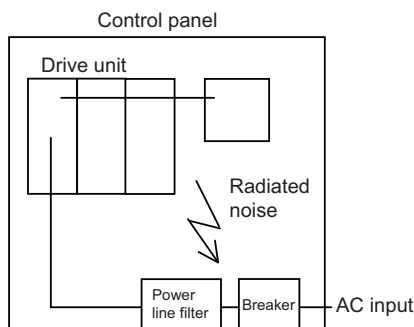 Control panel
Drive unit
Radiated
noise
Power
line filter
Breaker
AC input